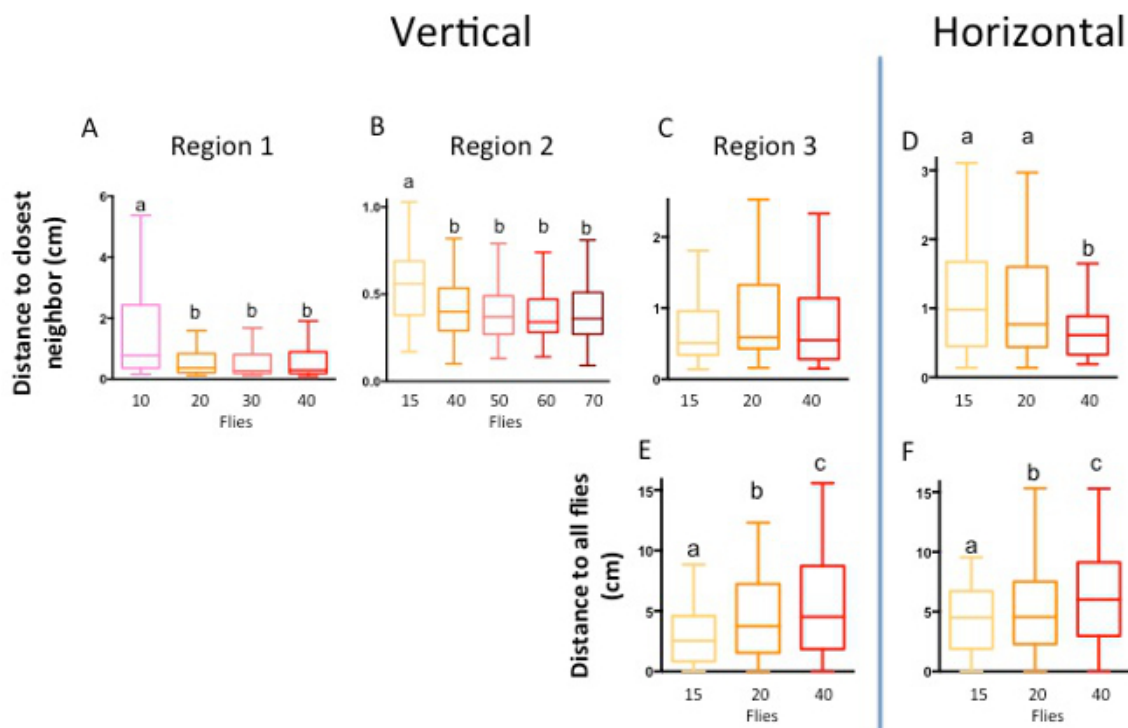 Vertical
Horizontal
A
Region 1
B
Region 2
C
Region 3
D
Distance to closest
neighbor (cm)
6
4
2
0
a
b
b
b
10
20
30
40
Flies
1.0
0.5
0.0
a
b
b
b
b
15
40
50
60
70
Flies
2
1
0
15
20
40
3
2
1
0
a
a
b
15
20
40
E
Distance to all flies
(cm)
15
10
5
0
a
b
c
15
20
40
Flies
F
15
10
5
0
a
b
c
15
20
40
Flies